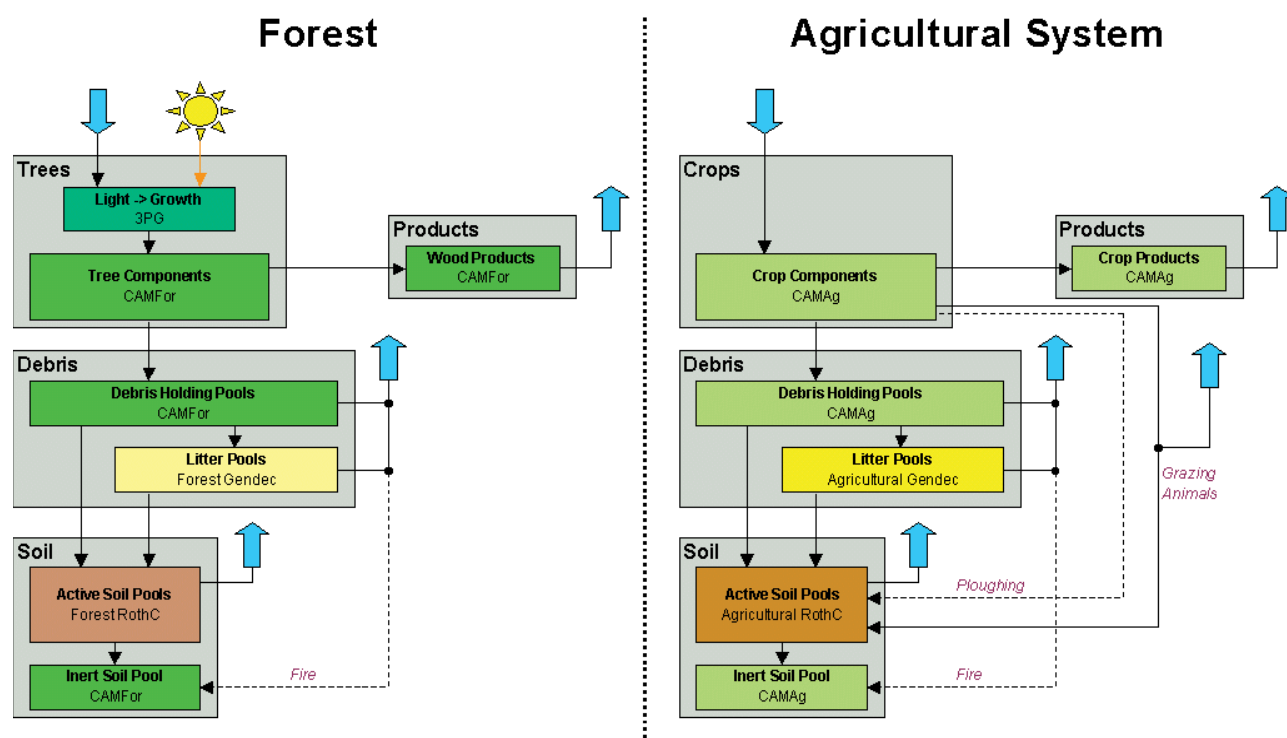 Forest
Trees
Light -> Growth
3PG
Tree Components
CAMFor
Products
Wood Products
CAMFor
Debris
Debris Holding Pools
CAMFor
Litter Pools
Forest Gendec
Soil
Active Soil Pools
Forest RothC
Inert Soil Pool
CAMFor
Fire
Agricultural System
Crops
Crop Components
CAMAg
Products
Crop Products
CAMAg
Debris
Debris Holding Pools
CAMAg
Litter Pools
Agricultural Gendec
Grazing
Animals
Soil
Active Soil Pools
Agricultural RothC
Ploughing
Inert Soil Pool
CAMAg
Fire